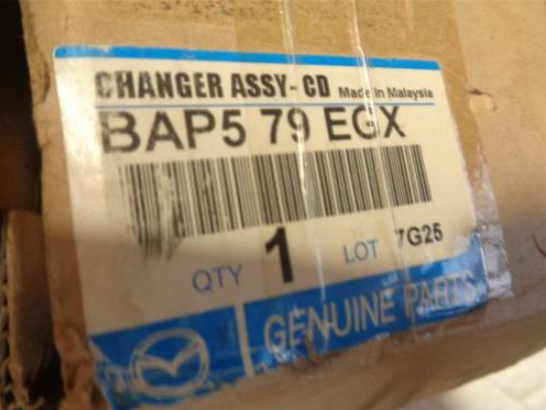 CHANGER ASSY-CD Made In Malaysia
BAP5 79 EGX
QTY 1 LOT 7G25
GENUINE PARTS